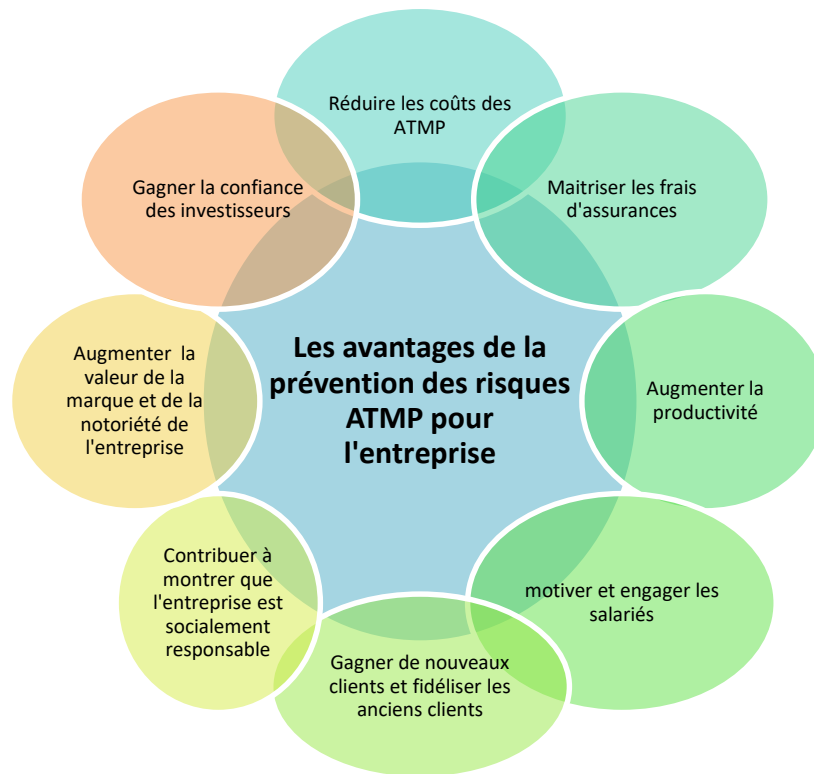 Réduire les coûts des
ATMP
Maitriser les frais
d'assurances
Augmenter la
productivité
motiver et engager les
salariés
Gagner de nouveaux
clients et fidéliser les
anciens clients
Contribuer à
montrer que
l'entreprise est
socialement
responsable
Augmenter la
valeur de la
marque et de la
notoriété de
l'entreprise
Gagner la confiance
des investisseurs
Les avantages de la
prévention des risques
ATMP pour
l'entreprise